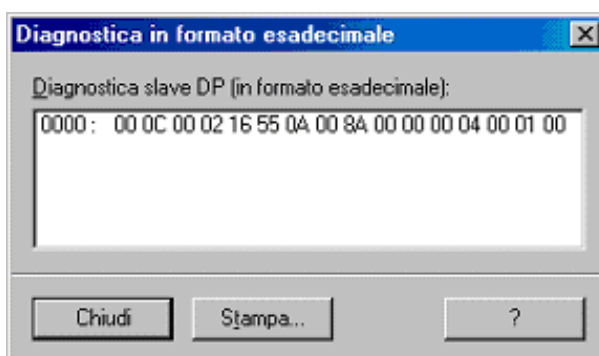 Diagnostica in formato esadecimale
Diagnostica slave DP (in formato esadecimale):
0000 : 00 0C 00 02 16 55 0A 00 8A 00 00 00 04 00 01 00
Chiudi
Stampa...
?